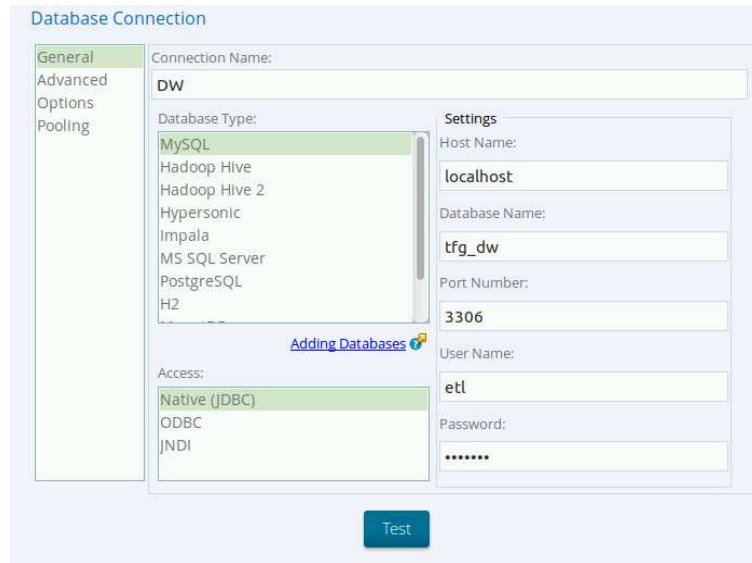 Database Connection
General
Advanced
Options
Pooling
Connection Name:
DW
Database Type:
MySQL
Hadoop Hive
Hadoop Hive 2
Hypersonic
Impala
MS SQL Server
PostgreSQL
H2
Adding Databases
Access:
Native (JDBC)
ODBC
JNDI
Settings
Host Name:
localhost
Database Name:
tfg_dw
Port Number:
3306
User Name:
etl
Password:
•••••••
Test